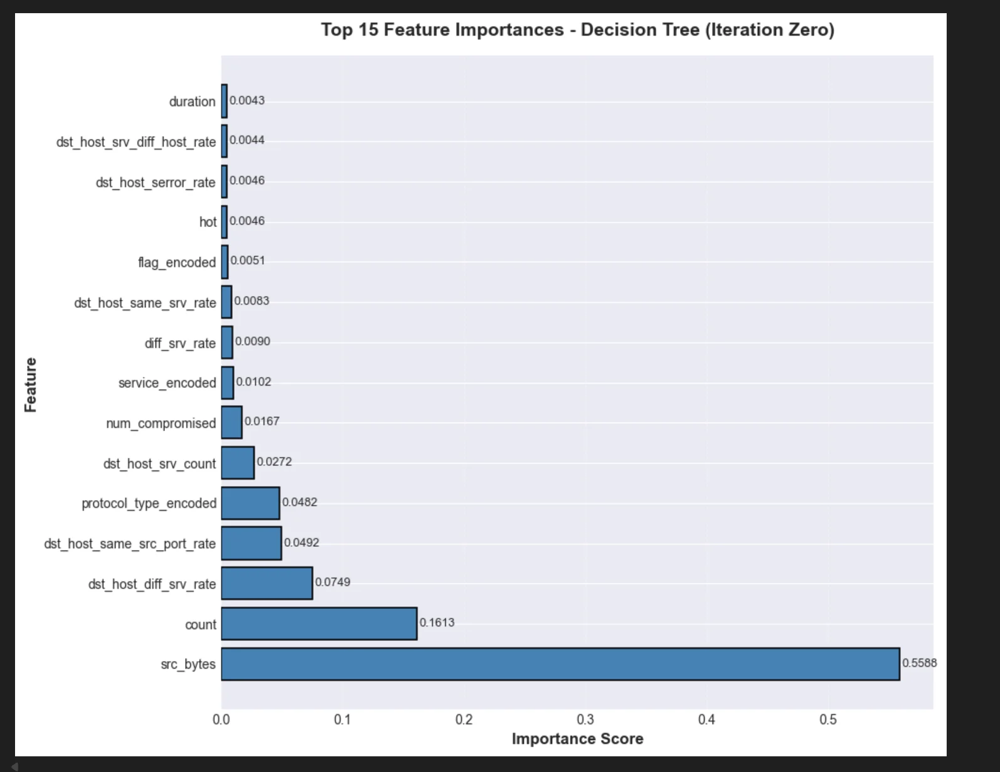 Top 15 Feature Importances - Decision Tree (Iteration Zero)
duration 0.0043
dst_host_srv_diff_host_rate 0.0044
dst_host_serror_rate 0.0046
hot 0.0046
flag_encoded 0.0051
dst_host_same_srv_rate 0.0083
diff_srv_rate 0.0090
service_encoded 0.0102
num_compromised 0.0167
dst_host_srv_count 0.0272
protocol_type_encoded 0.0482
dst_host_same_src_port_rate 0.0492
dst_host_diff_srv_rate 0.0749
count 0.1613
src_bytes 0.5588
Feature
0.0 0.1 0.2 0.3 0.4 0.5
Importance Score